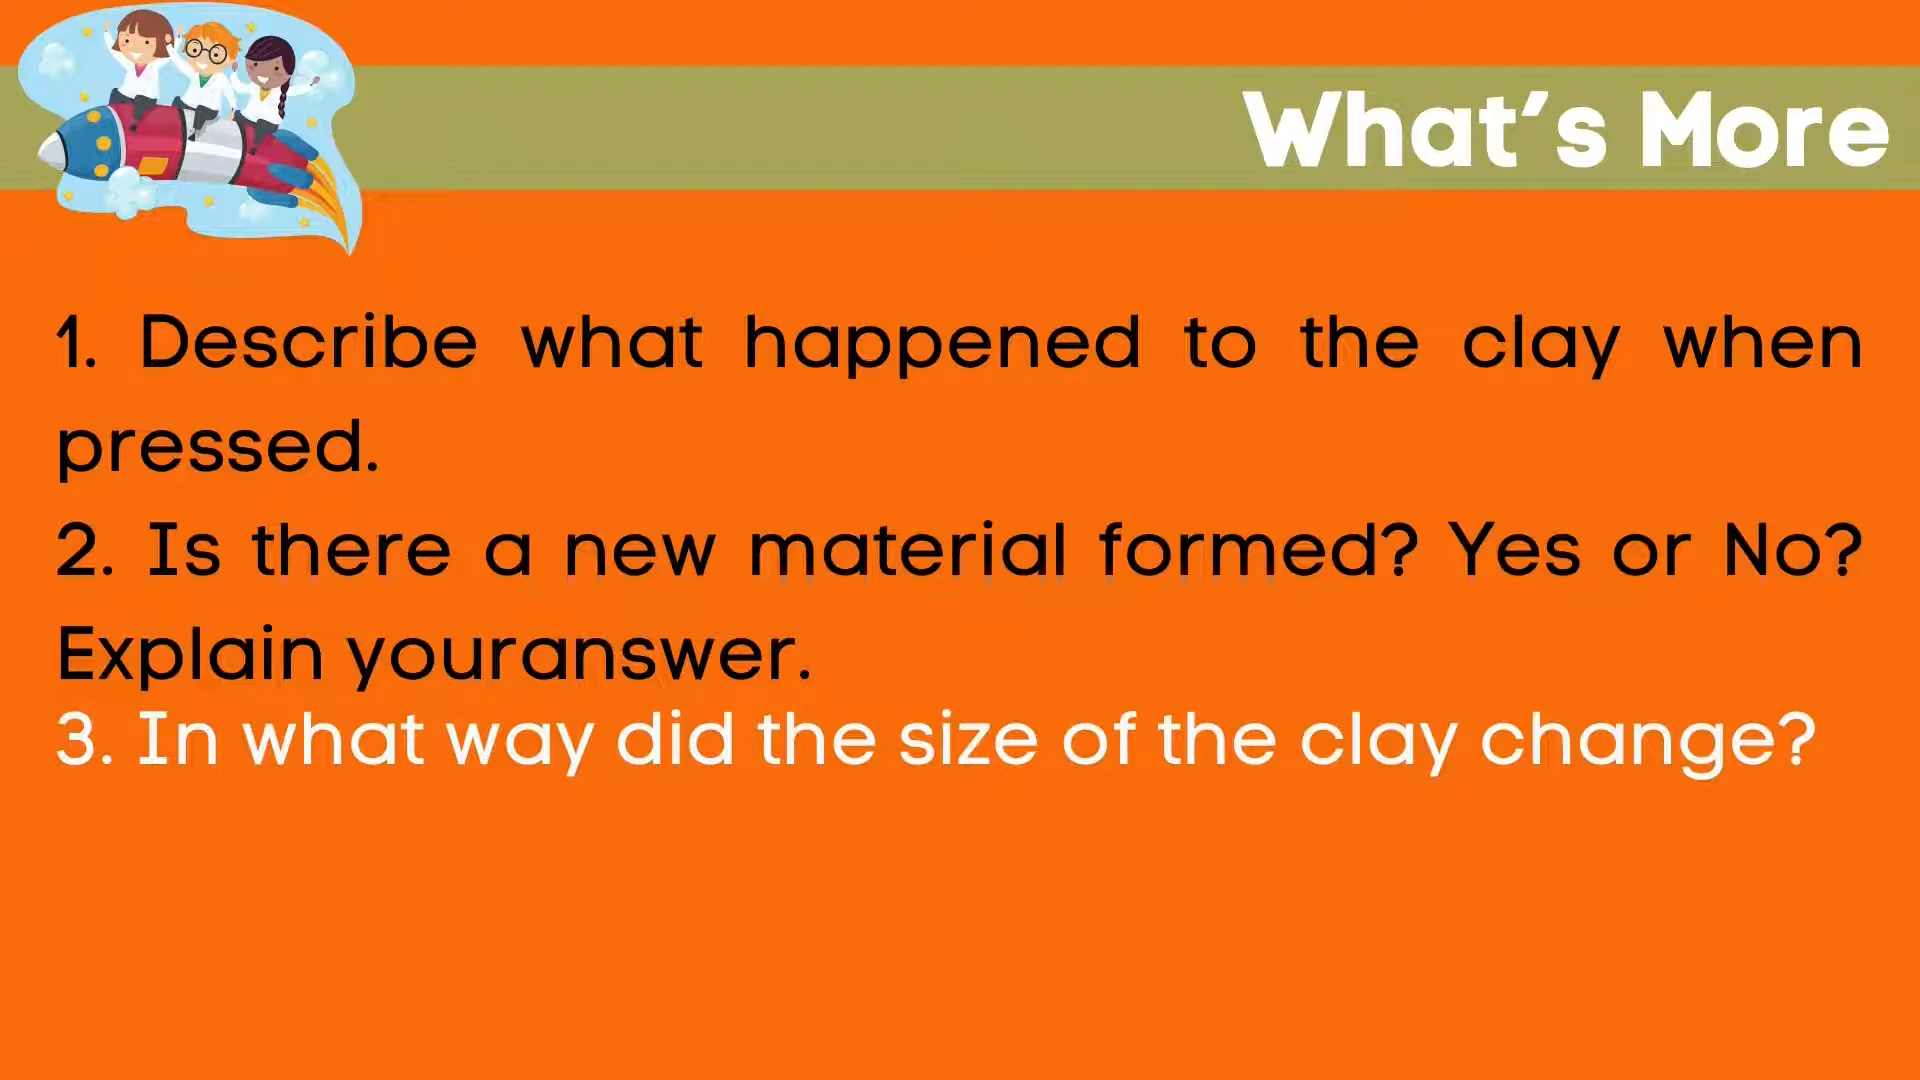 What's More
1. Describe what happened to the clay when
pressed.
2. Is there a new material formed? Yes or No?
Explain youranswer.
3. In what way did the size of the clay change?